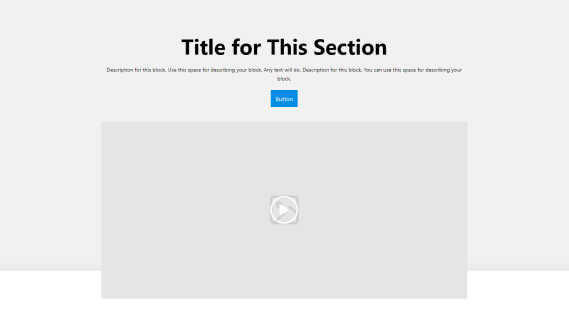 Title for This Section
Description for this block. Use this space for describing your block. Any text will do. Description for this block. You can use this space for describing your
block.
Button